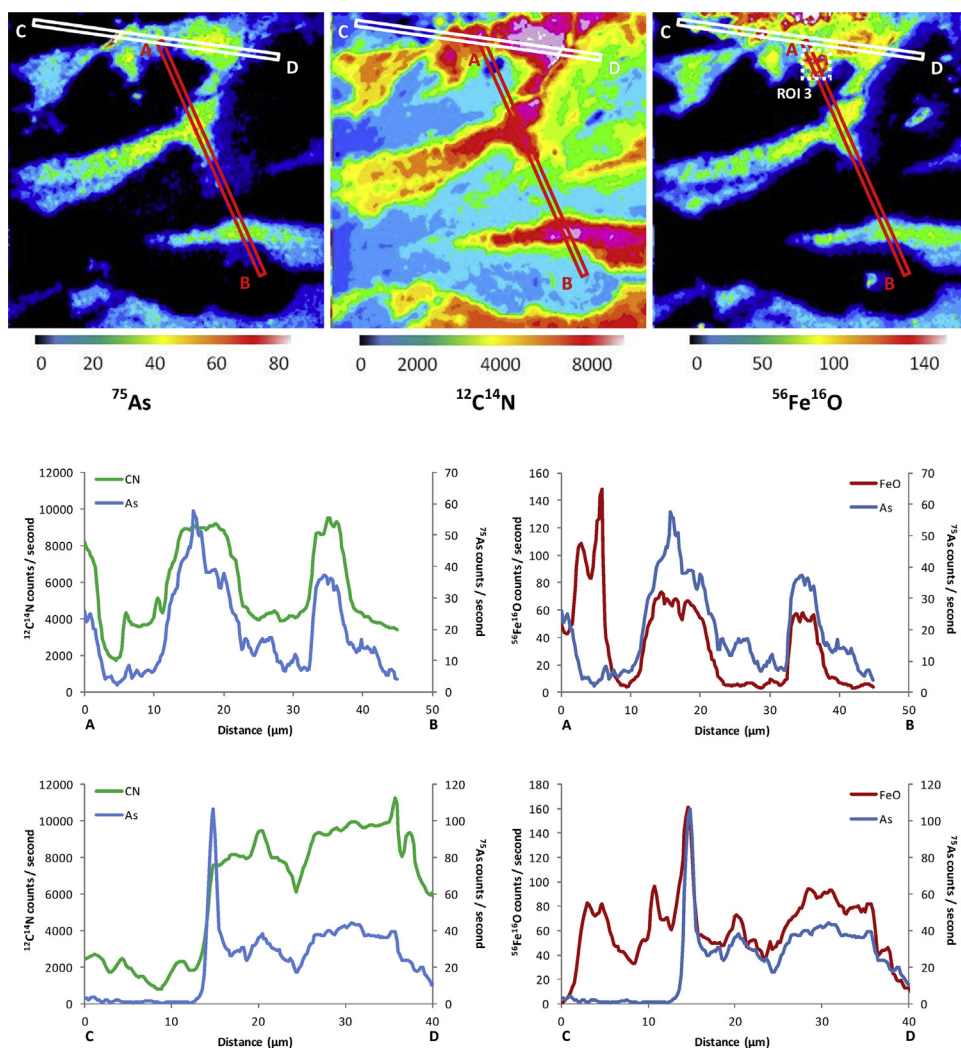 C A D B
C A D B
C A D ROI 3 B
0 20 40 60 80
0 2000 4000 6000 8000
0 50 100 140
⁷⁵As
¹²C¹⁴N
⁵⁶Fe¹⁶O
CN
As
¹²C¹⁴N counts / second
12000
10000
8000
6000
4000
2000
0
70
60
50
40
30
20
10
0
⁷⁵As counts / second
0 10 20 30 40 50
A Distance (µm) B
FeO
As
⁵⁶Fe¹⁶O counts / second
160
140
120
100
80
60
40
20
0
70
60
50
40
30
20
10
0
⁷⁵As counts / second
0 10 20 30 40 50
A Distance (µm) B
CN
As
¹²C¹⁴N counts / second
12000
10000
8000
6000
4000
2000
0
120
100
80
60
40
20
0
⁷⁵As counts / second
0 10 20 30 40
C Distance (µm) D
FeO
As
⁵⁶Fe¹⁶O counts / second
180
160
140
120
100
80
60
40
20
0
120
100
80
60
40
20
0
⁷⁵As counts / second
0 10 20 30 40
C Distance (µm) D